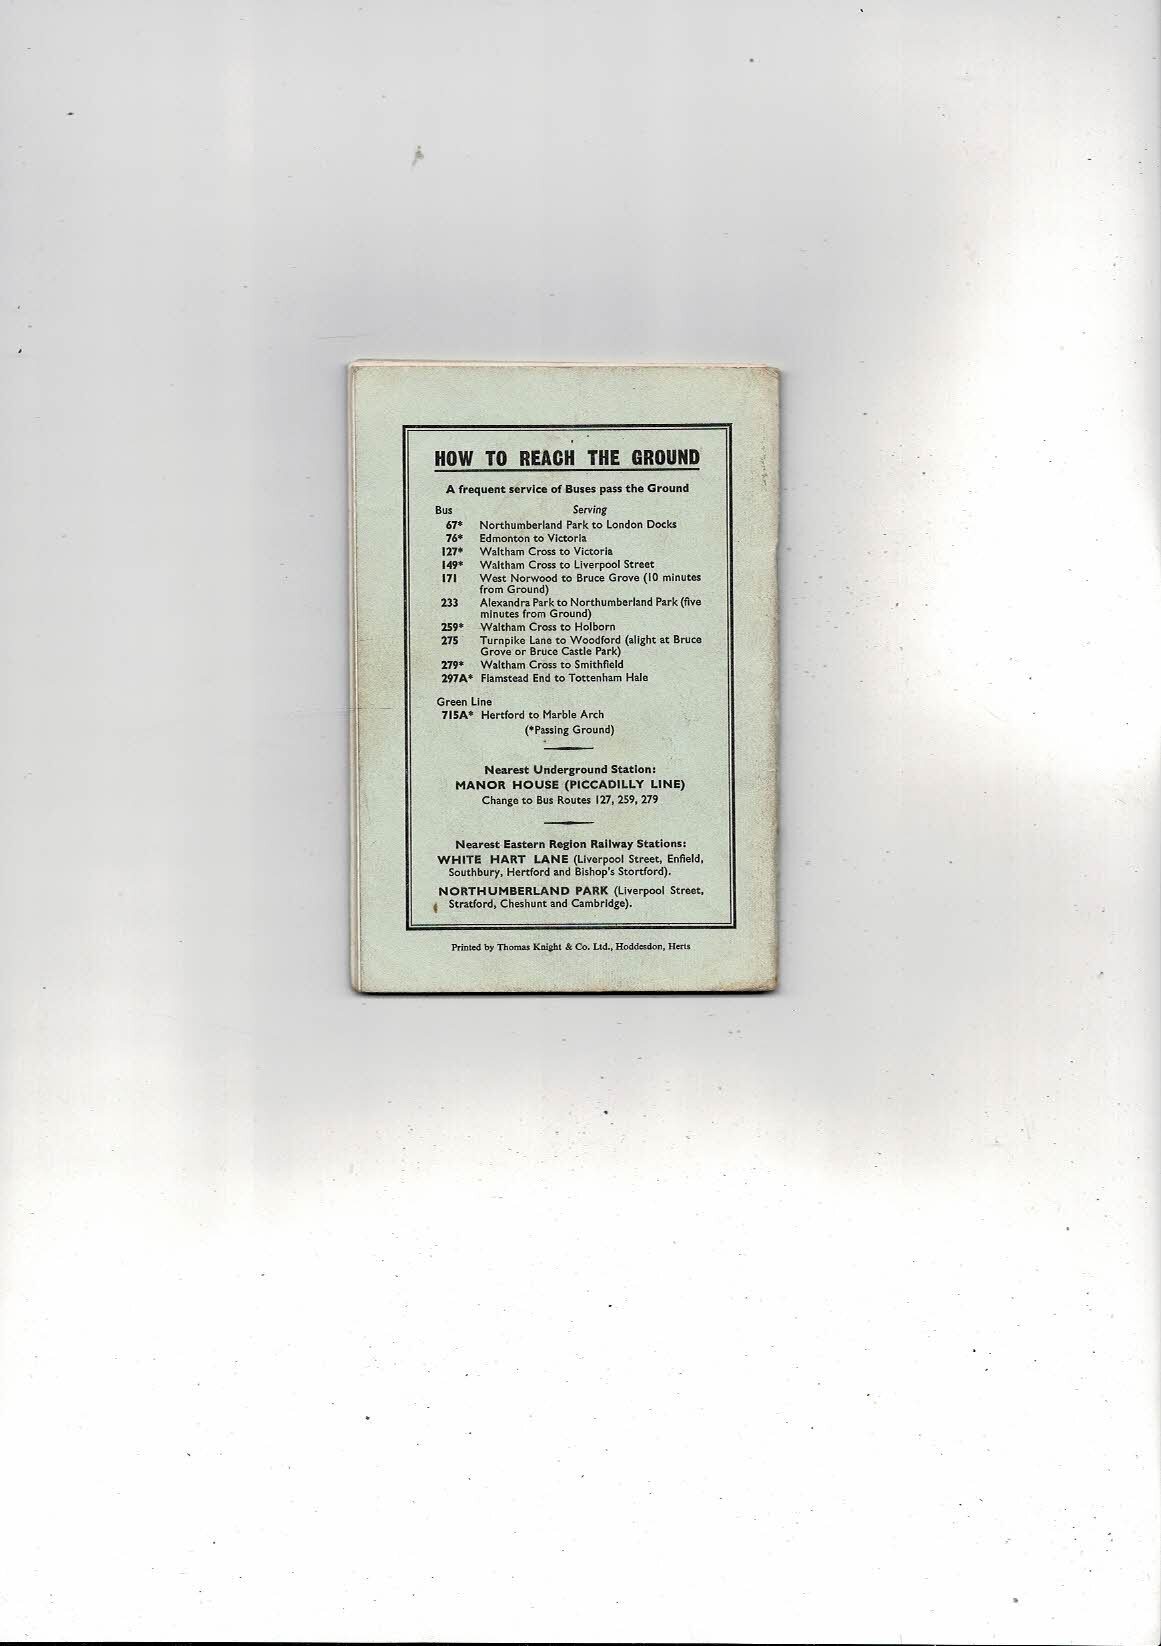 HOW TO REACH THE GROUND
A frequent service of Buses pass the Ground
Bus Serving
67* Northumberland Park to London Docks
76* Edmonton to Victoria
127* Waltham Cross to Victoria
149* Waltham Cross to Liverpool Street
171 West Norwood to Bruce Grove (10 minutes
from Ground)
233 Alexandra Park to Northumberland Park (five
minutes from Ground)
259* Waltham Cross to Holborn
275 Turnpike Lane to Woodford (alight at Bruce
Grove or Bruce Castle Park)
279* Waltham Cross to Smithfield
297A* Flamstead End to Tottenham Hale
Green Line
715A* Hertford to Marble Arch
(*Passing Ground)
Nearest Underground Station:
MANOR HOUSE (PICCADILLY LINE)
Change to Bus Routes 127, 259, 279
Nearest Eastern Region Railway Stations:
WHITE HART LANE (Liverpool Street, Enfield,
Southbury, Hertford and Bishop's Stortford).
NORTHUMBERLAND PARK (Liverpool Street,
Stratford, Cheshunt and Cambridge).
Printed by Thomas Knight & Co. Ltd., Hoddesdon, Herts